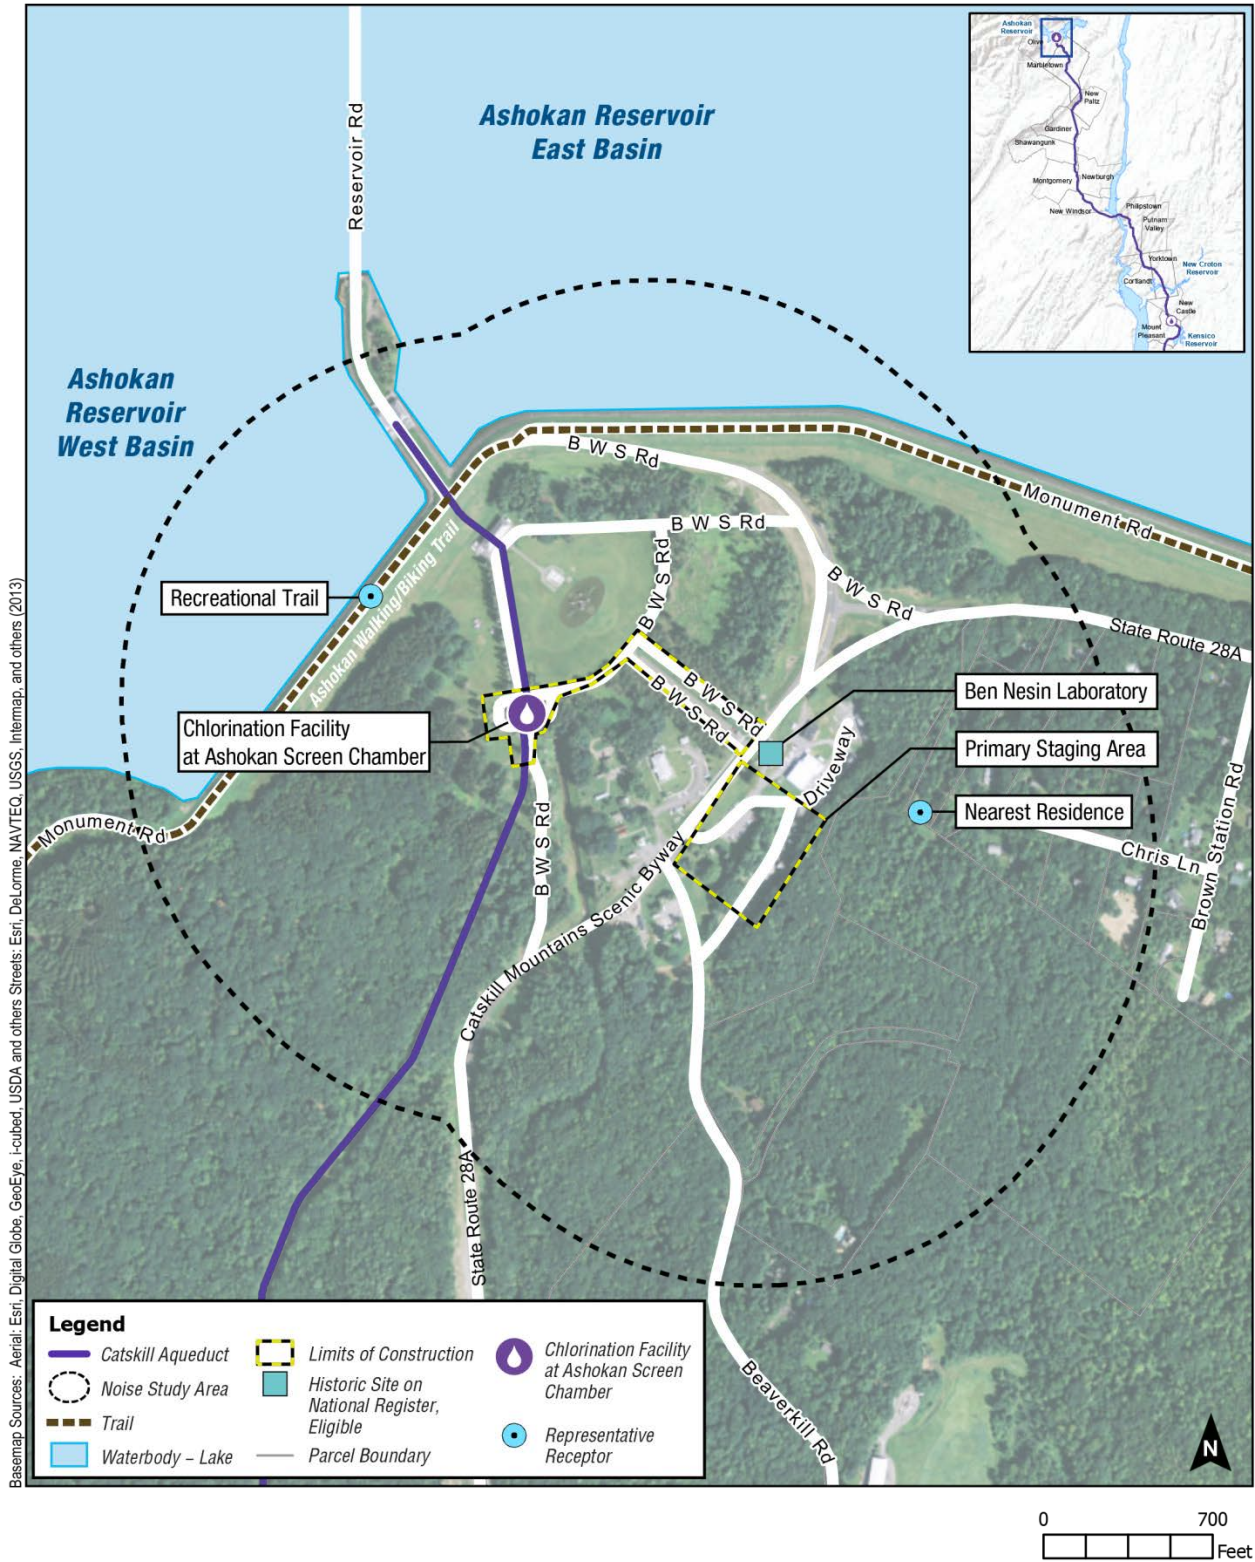 Reservoir Rd
Ashokan Reservoir
East Basin
Ashokan
Reservoir
West Basin
Ashokan
Reservoir
Olive
Marbletown
New
Paltz
Gardiner
Shawangunk
Montgomery
Newburgh
New Windsor
Philipstown
Putnam
Valley
Yorktown
New Croton
Reservoir
Cortlandt
New
Castle
Mount
Pleasant
Kensico
Reservoir
B W S Rd
Monument Rd
B W S Rd
B W S Rd
B W S Rd
State Route 28A
Recreational Trail
Ashokan Walking/Biking Trail
B W S Rd
B W S Rd
Ben Nesin Laboratory
Chlorination Facility
at Ashokan Screen Chamber
Primary Staging Area
Driveway
Nearest Residence
Monument Rd
B W S Rd
Chris Ln
Brown Station Rd
Catskill Mountains Scenic Byway
State Route 28A
Beaverkill Rd
Legend
Catskill Aqueduct
Noise Study Area
Trail
Waterbody – Lake
Limits of Construction
Historic Site on
National Register,
Eligible
Parcel Boundary
Chlorination Facility
at Ashokan Screen
Chamber
Representative
Receptor
N
0 700
Feet
Basemap Sources: Aerial: Esri, Digital Globe, GeoEye, i-cubed, USDA and others Streets: Esri, DeLorme, NAVTEQ, USGS, Intermap, and others (2013)